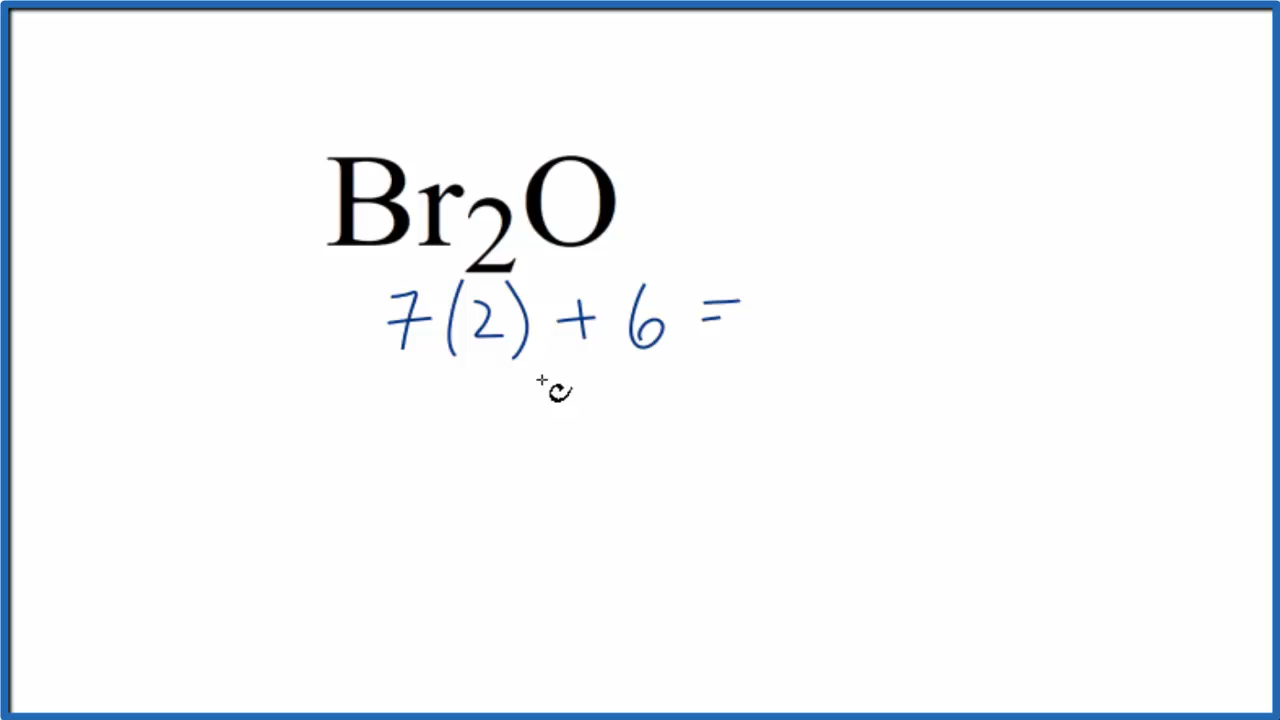 Br₂O
7(2) + 6 =